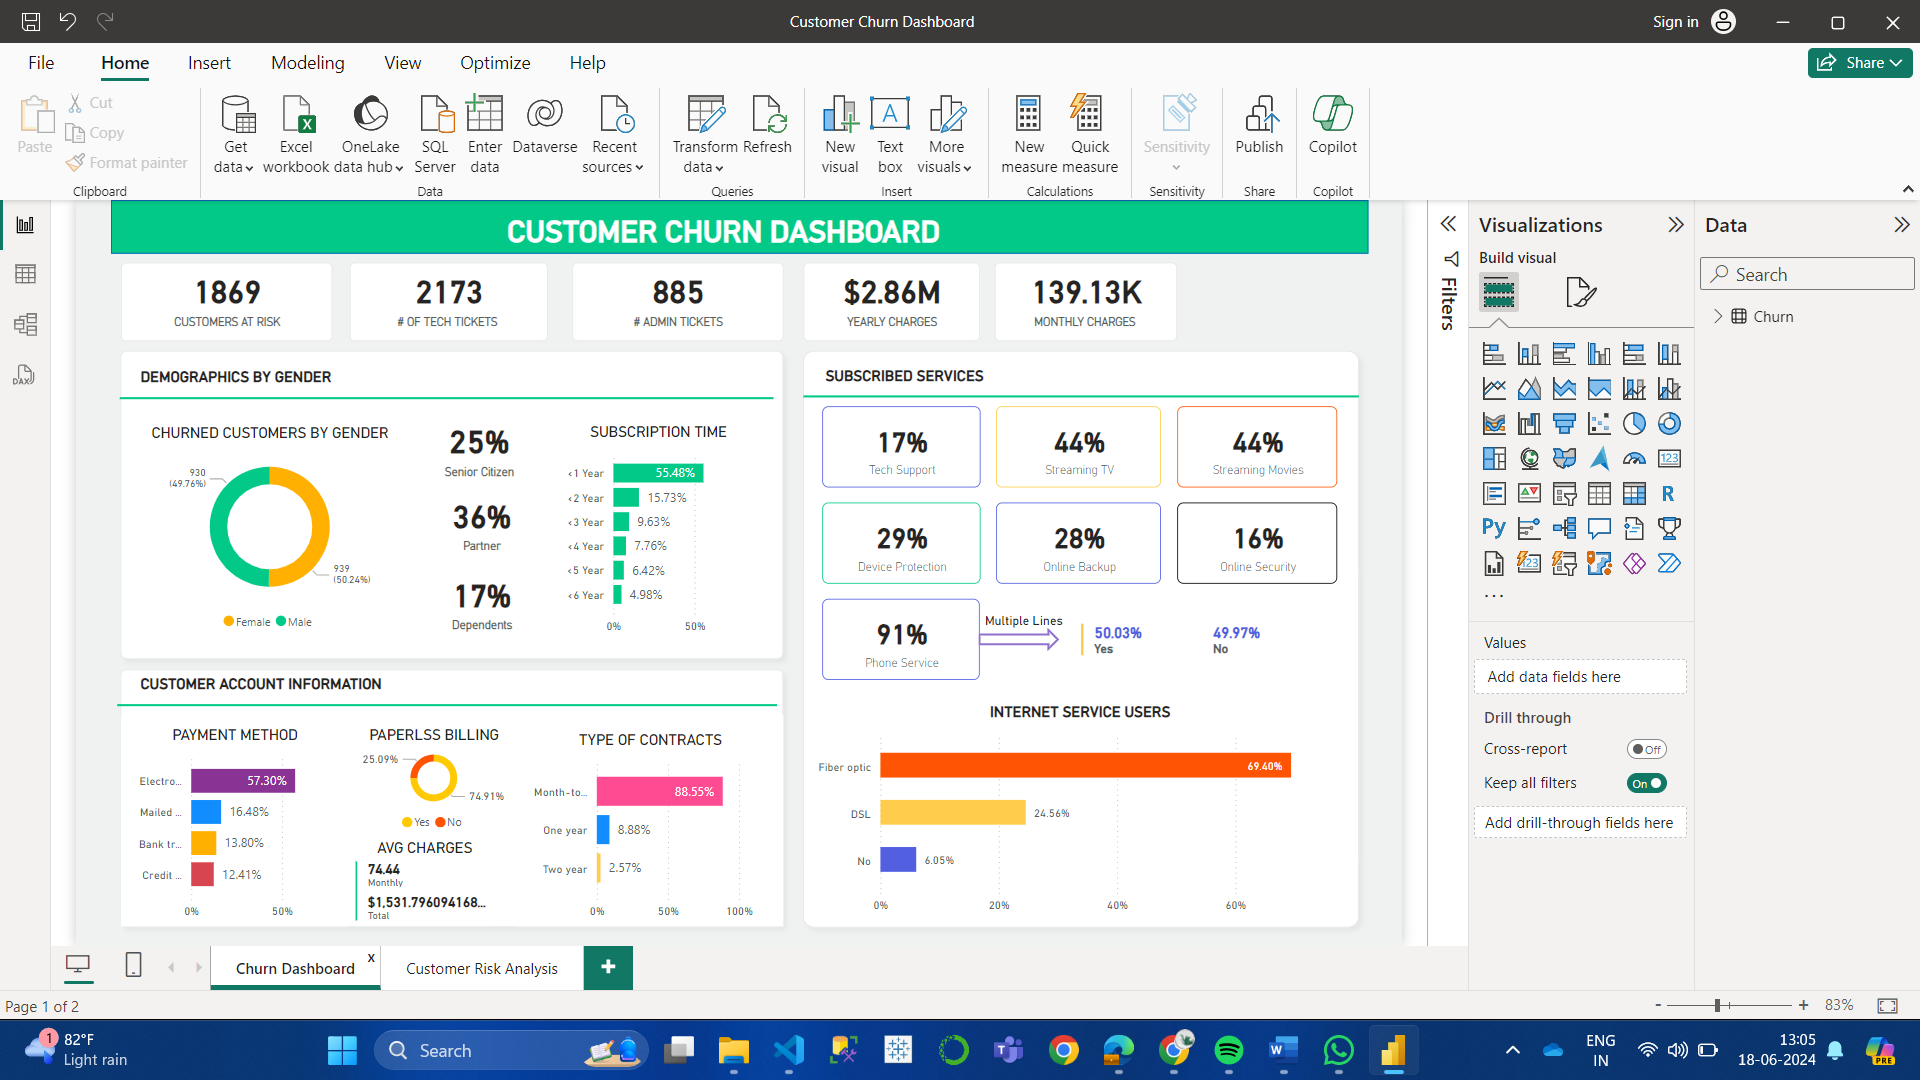 Customer Churn Dashboard
Sign in
File Home Insert Modeling View Optimize Help
Share
Paste
Cut
Copy
Format painter
Clipboard
Get data
Excel workbook
OneLake data hub
SQL Server
Enter data
Dataverse
Recent sources
Data
Transform data
Refresh
Queries
New visual
Text box
More visuals
Insert
New measure
Quick measure
Calculations
Sensitivity
Sensitivity
Publish
Share
Copilot
Copilot
CUSTOMER CHURN DASHBOARD
1869
CUSTOMERS AT RISK
2173
# OF TECH TICKETS
885
# ADMIN TICKETS
$2.86M
YEARLY CHARGES
139.13K
MONTHLY CHARGES
DEMOGRAPHICS BY GENDER
CHURNED CUSTOMERS BY GENDER
930
(49.76%)
939
(50.24%)
Female Male
25%
Senior Citizen
36%
Partner
17%
Dependents
SUBSCRIPTION TIME
<1 Year 55.48%
<2 Year 15.73%
<3 Year 9.63%
<4 Year 7.76%
<5 Year 6.42%
<6 Year 4.98%
0% 50%
SUBSCRIBED SERVICES
17%
Tech Support
44%
Streaming TV
44%
Streaming Movies
29%
Device Protection
28%
Online Backup
16%
Online Security
91%
Phone Service
Multiple Lines
50.03%
Yes
49.97%
No
INTERNET SERVICE USERS
Fiber optic 69.40%
DSL 24.56%
No 6.05%
0% 20% 40% 60%
CUSTOMER ACCOUNT INFORMATION
PAYMENT METHOD
Electro... 57.30%
Mailed ... 16.48%
Bank tr... 13.80%
Credit ... 12.41%
0% 50%
PAPERLSS BILLING
25.09%
74.91%
Yes No
AVG CHARGES
74.44
Monthly
$1,531.796094168...
Total
TYPE OF CONTRACTS
Month-to... 88.55%
One year 8.88%
Two year 2.57%
0% 50% 100%
Filters
Visualizations
Build visual
123
R
Py
123
...
Values
Add data fields here
Drill through
Cross-report Off
Keep all filters On
Add drill-through fields here
Data
Search
Churn
DAX
Churn Dashboard x
Customer Risk Analysis
+
Page 1 of 2
- + 83%
1
82°F
Light rain
Search
ENG
IN
13:05
18-06-2024
PRE